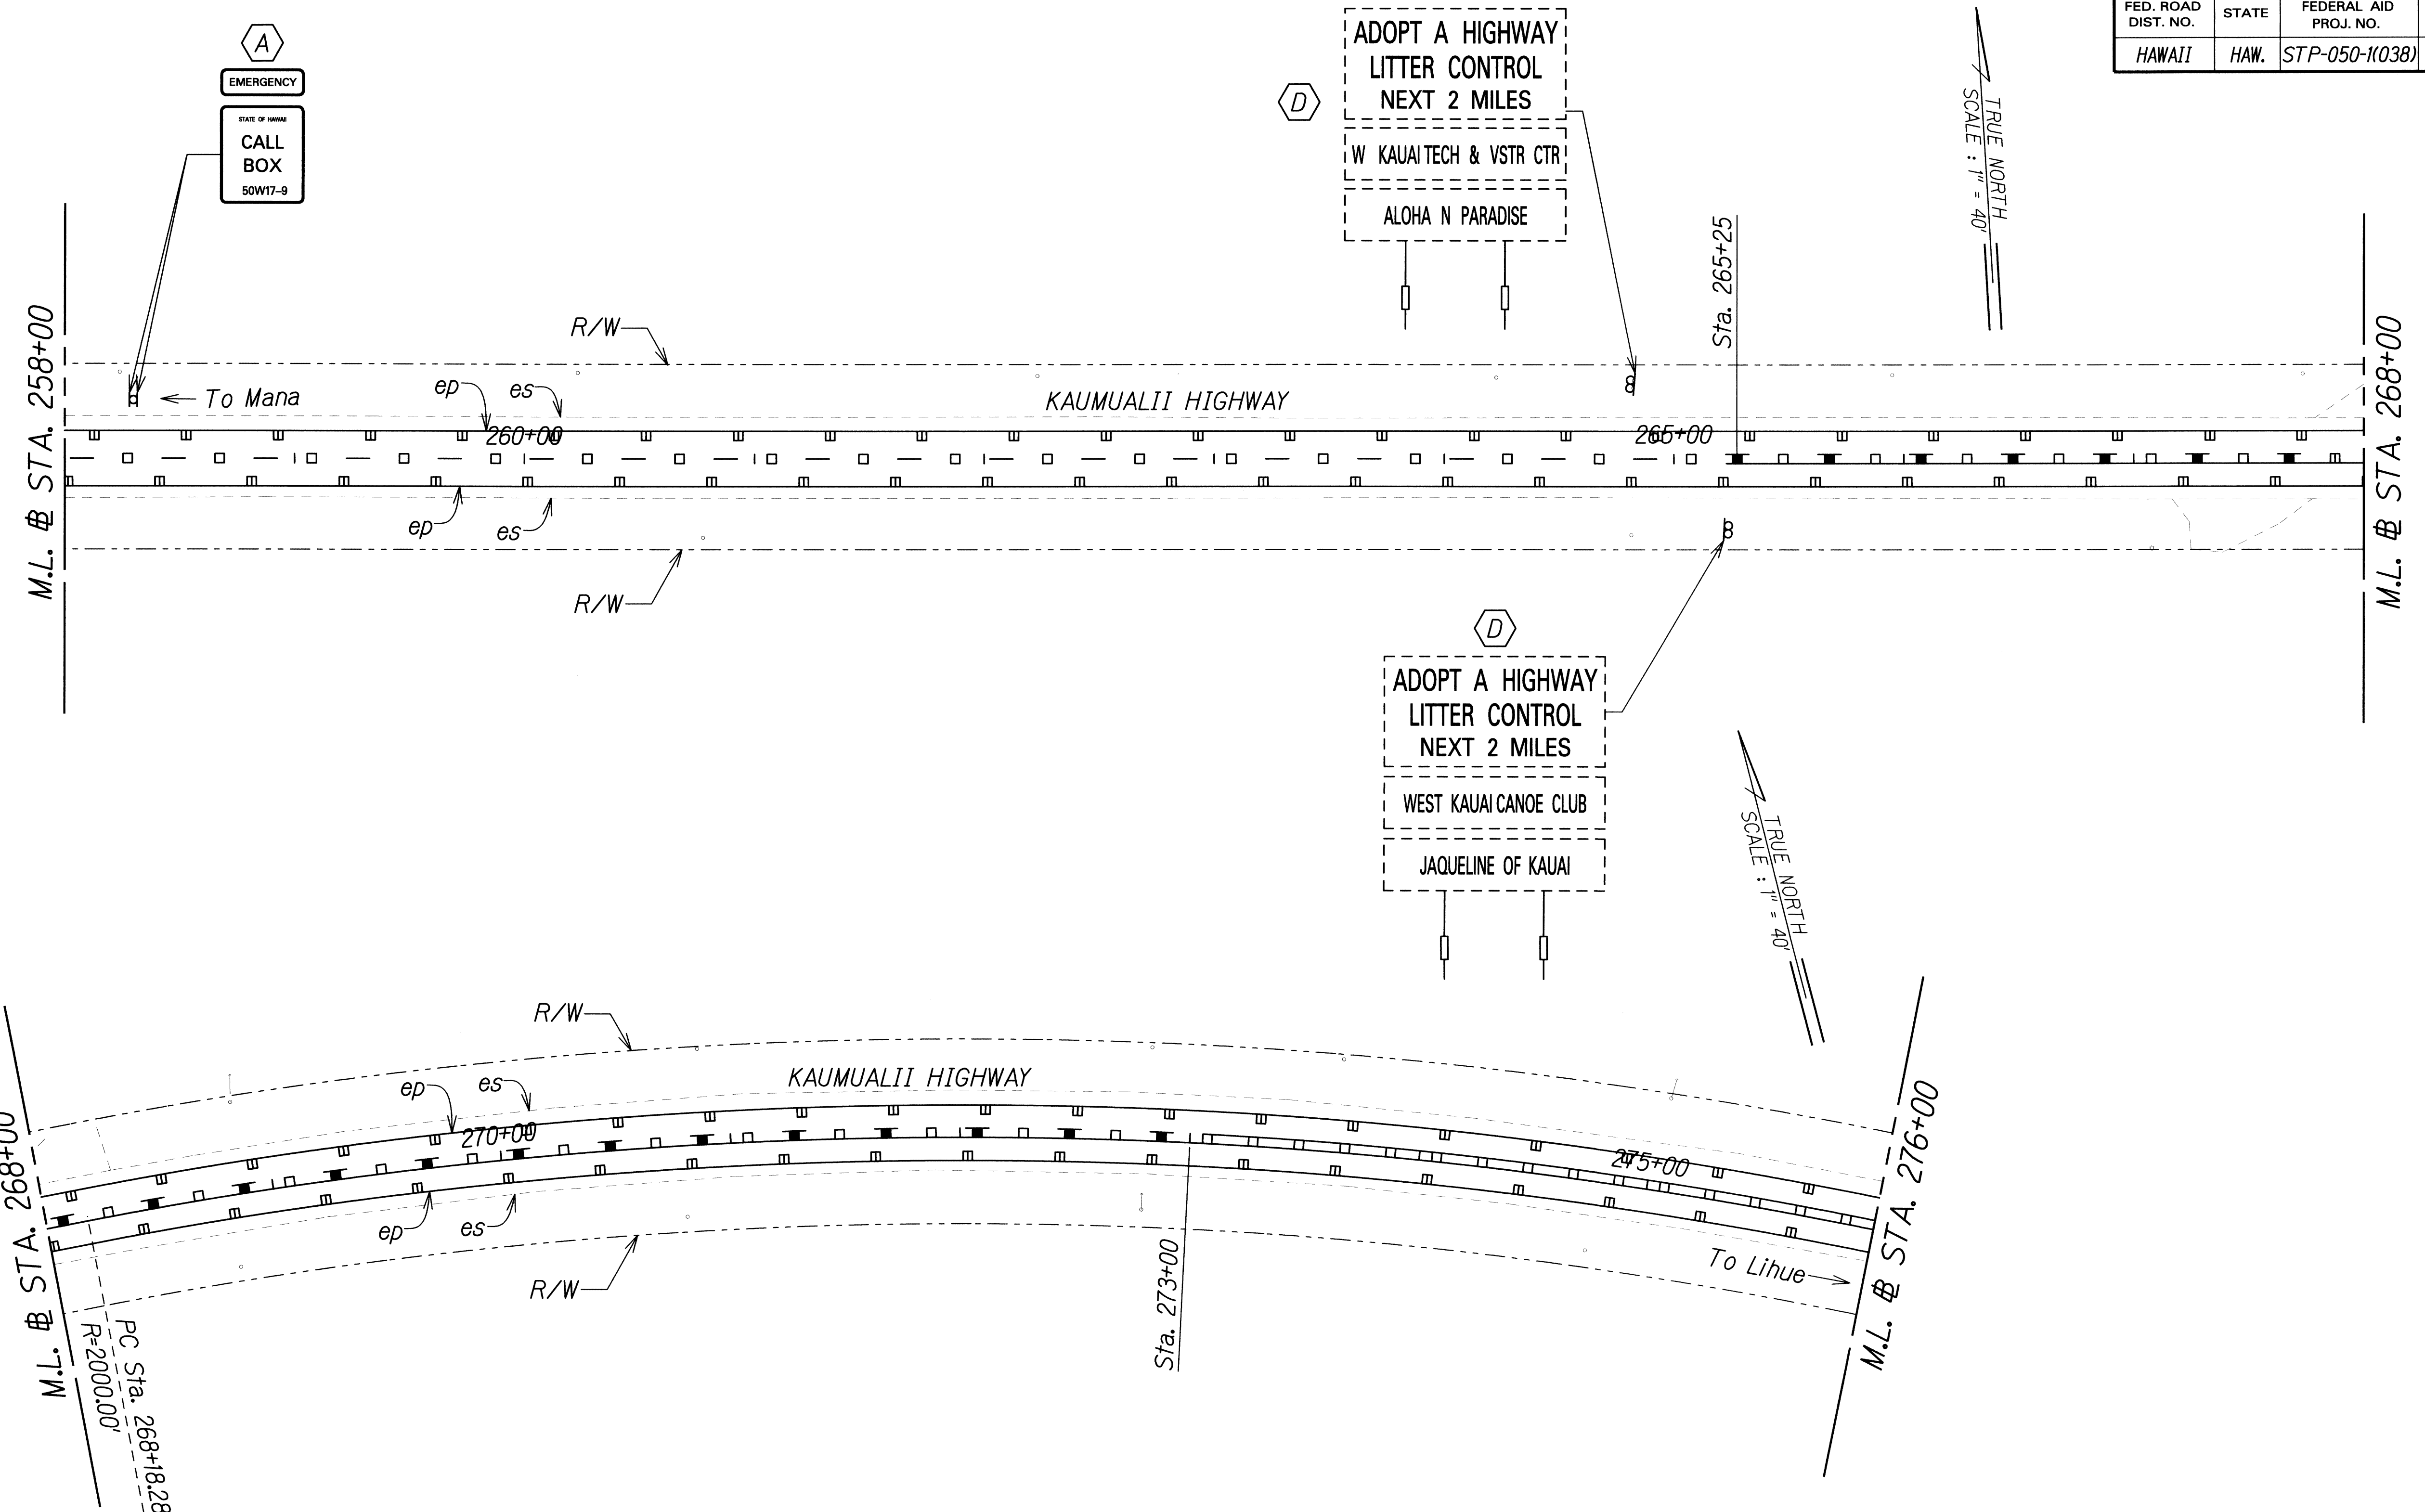 FED. ROAD
DIST. NO.
STATE
FEDERAL AID
PROJ. NO.
HAWAII
HAW.
STP-050-1(038)
A
EMERGENCY
STATE OF HAWAII
CALL
BOX
50W17-9
D
ADOPT A HIGHWAY
LITTER CONTROL
NEXT 2 MILES
W KAUAI TECH & VSTR CTR
ALOHA N PARADISE
TRUE NORTH
SCALE : 1" = 40'
Sta. 265+25
M.L. BL STA. 258+00
R/W
To Mana
ep
es
KAUMUALII HIGHWAY
260+00
265+00
ep
es
R/W
M.L. BL STA. 268+00
D
ADOPT A HIGHWAY
LITTER CONTROL
NEXT 2 MILES
WEST KAUAI CANOE CLUB
JAQUELINE OF KAUAI
TRUE NORTH
SCALE : 1" = 40'
R/W
ep
es
KAUMUALII HIGHWAY
270+00
275+00
ep
es
R/W
Sta. 273+00
To Lihue
M.L. BL STA. 268+00
PC Sta. 268+18.28
R=2000.00'
M.L. BL STA. 276+00